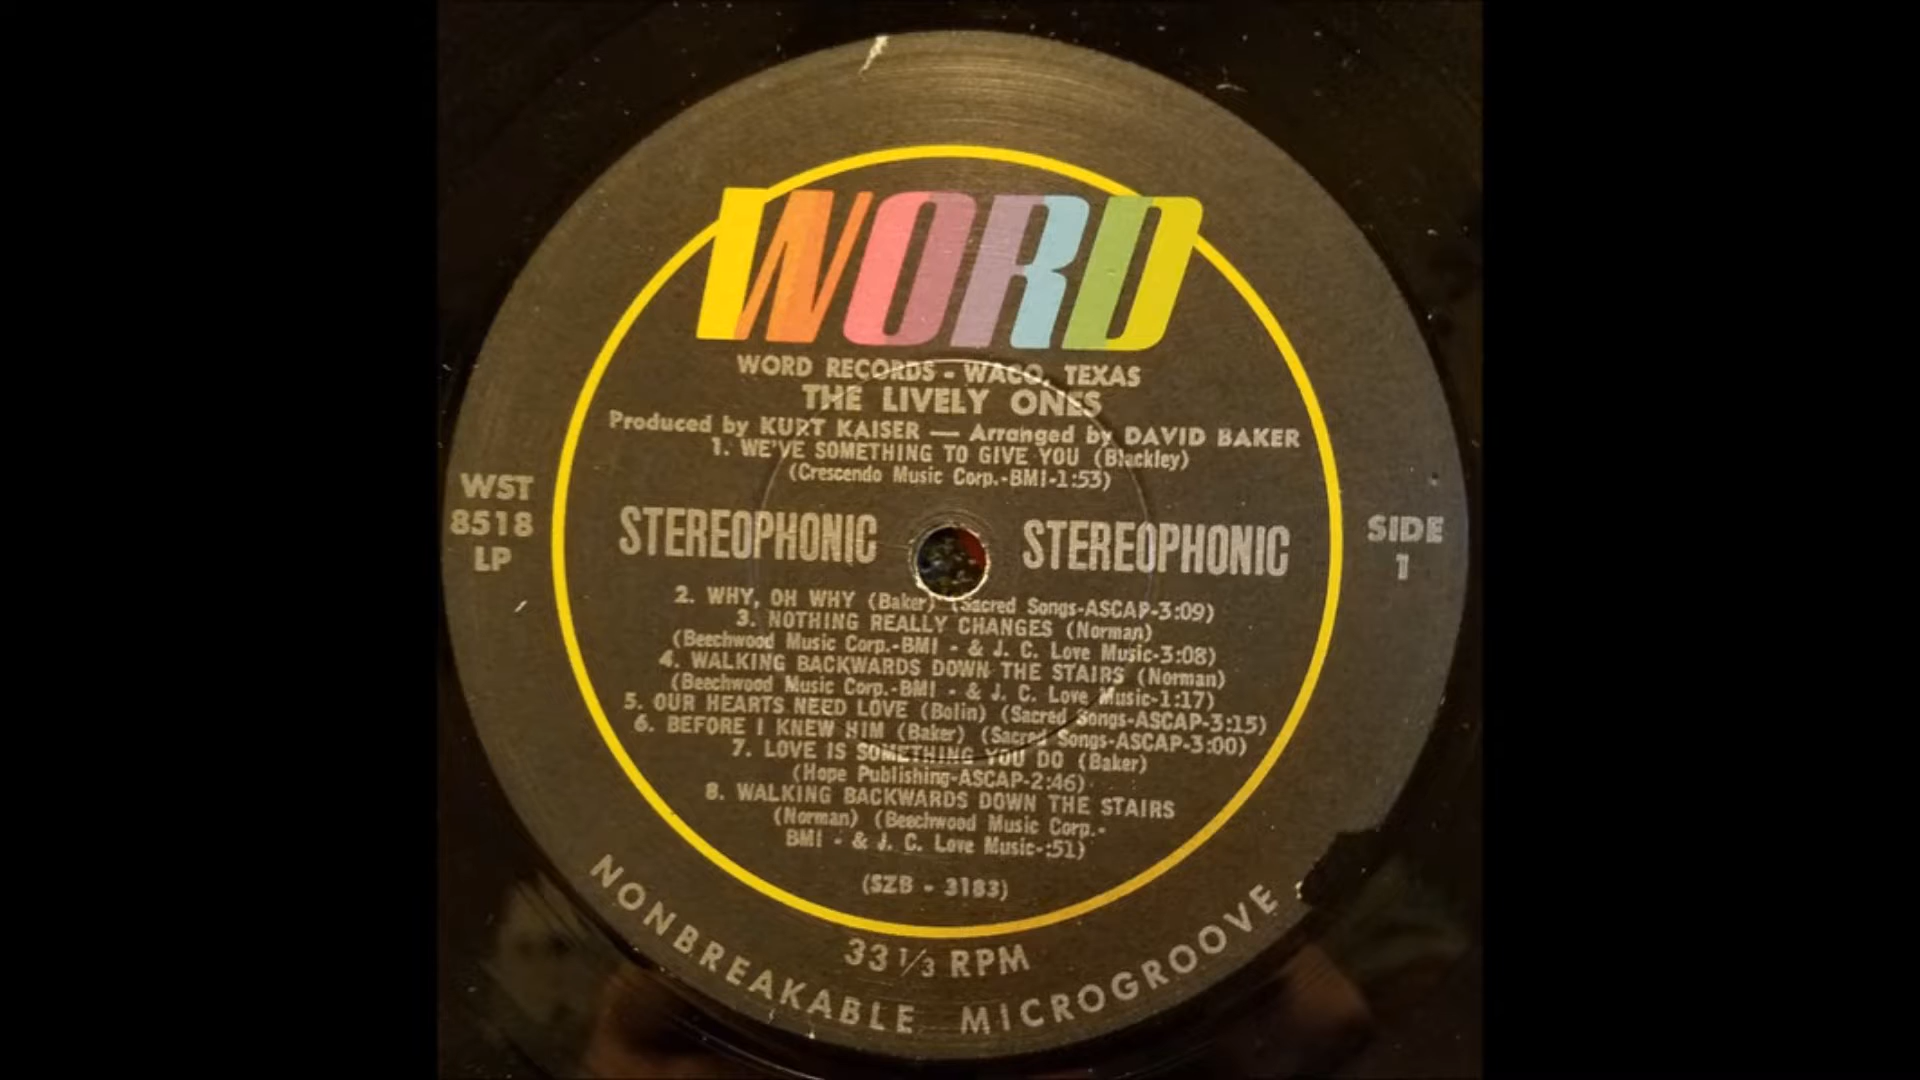 WORD
WORD RECORDS - WACO, TEXAS
THE LIVELY ONES
Produced by KURT KAISER — Arranged by DAVID BAKER
1. WE'VE SOMETHING TO GIVE YOU (Blackley)
(Crescendo Music Corp.-BMI-1:53)
WST
8518
LP
STEREOPHONIC STEREOPHONIC
SIDE
1
2. WHY, OH WHY (Baker) (Sacred Songs-ASCAP-3:09)
3. NOTHING REALLY CHANGES (Norman)
(Beechwood Music Corp.-BMI - & J. C. Love Music-3:08)
4. WALKING BACKWARDS DOWN THE STAIRS (Norman)
(Beechwood Music Corp.-BMI - & J. C. Love Music-1:17)
5. OUR HEARTS NEED LOVE (Bolin) (Sacred Songs-ASCAP-3:15)
6. BEFORE I KNEW HIM (Baker) (Sacred Songs-ASCAP-3:00)
7. LOVE IS SOMETHING YOU DO (Baker)
(Hope Publishing-ASCAP-2:46)
8. WALKING BACKWARDS DOWN THE STAIRS
(Norman) (Beechwood Music Corp.-
BMI - & J. C. Love Music-:51)
(SZB - 3183)
33 1/3 RPM
NONBREAKABLE MICROGROOVE